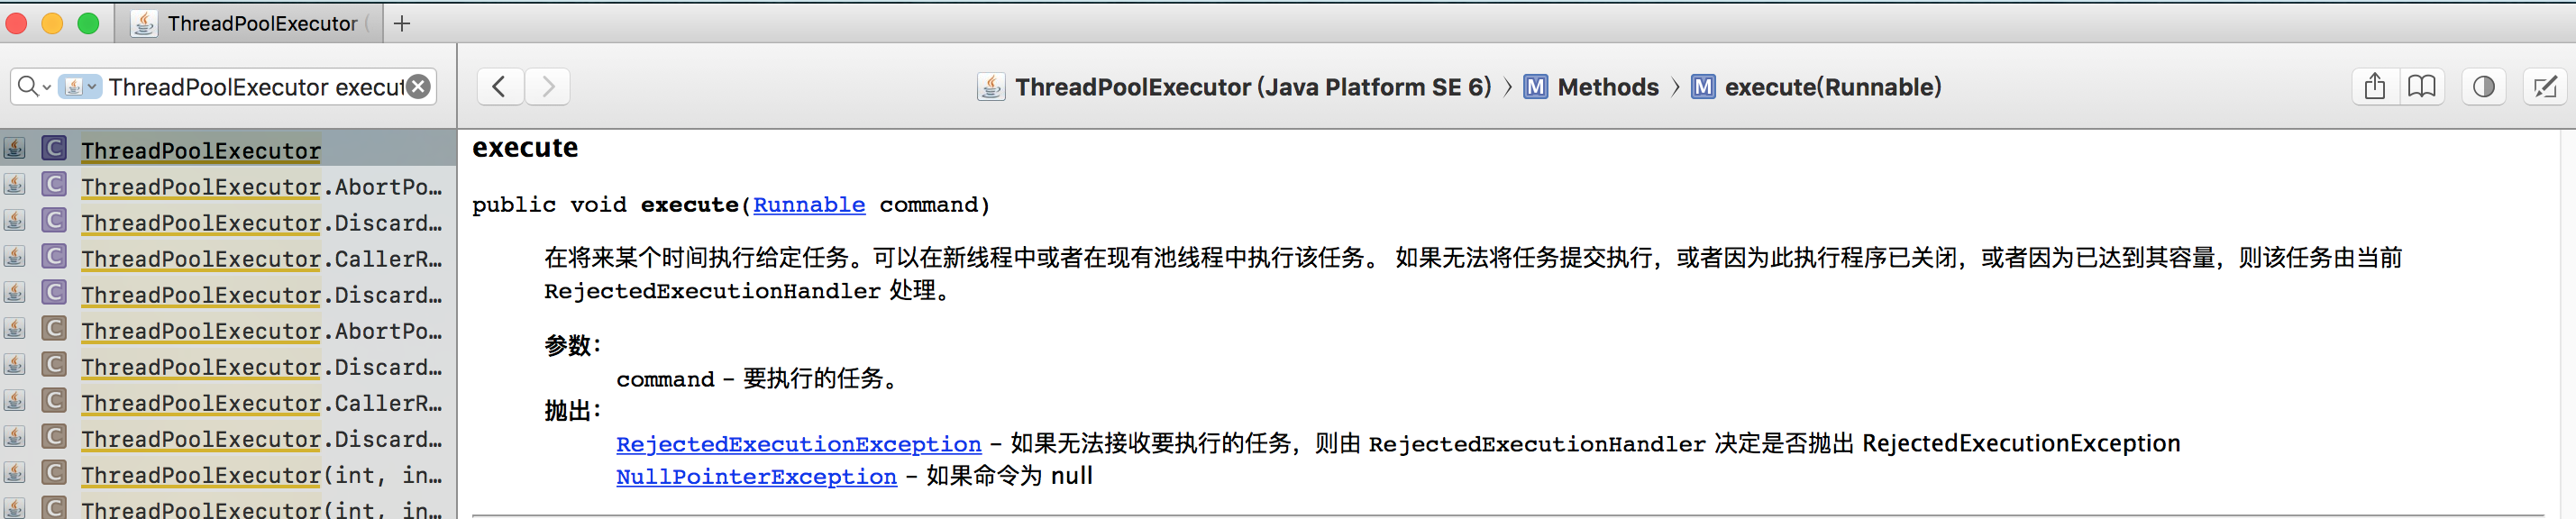 ThreadPoolExecutor (
ThreadPoolExecutor execut
ThreadPoolExecutor (Java Platform SE 6) 〉 M Methods 〉 M execute(Runnable)
C ThreadPoolExecutor
C ThreadPoolExecutor.AbortPo…
C ThreadPoolExecutor.Discard…
C ThreadPoolExecutor.CallerR…
C ThreadPoolExecutor.Discard…
C ThreadPoolExecutor.AbortPo…
C ThreadPoolExecutor.Discard…
C ThreadPoolExecutor.CallerR…
C ThreadPoolExecutor.Discard…
C ThreadPoolExecutor(int, in…
C ThreadPoolExecutor(int, in…
execute
public void execute(Runnable command)
在将来某个时间执行给定任务。可以在新线程中或者在现有池线程中执行该任务。 如果无法将任务提交执行，或者因为此执行程序已关闭，或者因为已达到其容量，则该任务由当前
RejectedExecutionHandler 处理。
参数：
command – 要执行的任务。
抛出：
RejectedExecutionException – 如果无法接收要执行的任务，则由 RejectedExecutionHandler 决定是否抛出 RejectedExecutionException
NullPointerException – 如果命令为 null